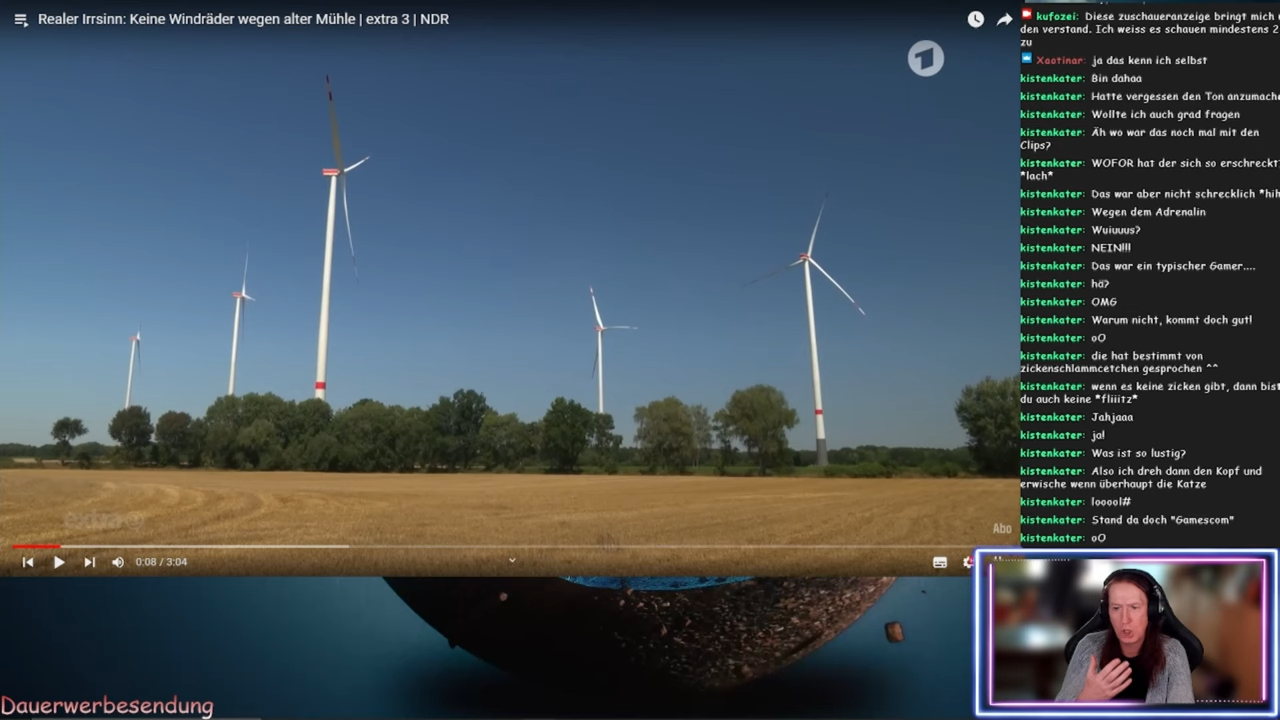 Realer Irrsinn: Keine Windräder wegen alter Mühle | extra 3 | NDR
kufozei: Diese zuschaueranzeige bringt mich
den verstand. Ich weiss es schauen mindestens 2
zu
Xaotinar: ja das kenn ich selbst
kistenkater: Bin dahaa
kistenkater: Hatte vergessen den Ton anzumache
kistenkater: Wollte ich auch grad fragen
kistenkater: Äh wo war das noch mal mit den
Clips?
kistenkater: WOFOR hat der sich so erschreckt
*lach*
kistenkater: Das war aber nicht schrecklich *hih
kistenkater: Wegen dem Adrenalin
kistenkater: Wuiuuus?
kistenkater: NEIN!!!
kistenkater: Das war ein typischer Gamer....
kistenkater: hä?
kistenkater: OMG
kistenkater: Warum nicht, kommt doch gut!
kistenkater: oO
kistenkater: die hat bestimmt von
zickenschlammcetchen gesprochen ^^
kistenkater: wenn es keine zicken gibt, dann bist
du auch keine *fliiitz*
kistenkater: Jahjaaa
kistenkater: ja!
kistenkater: Was ist so lustig?
kistenkater: Also ich dreh dann den Kopf und
erwische wenn überhaupt die Katze
kistenkater: looool#
kistenkater: Stand da doch "Gamescom"
kistenkater: oO
Abo
0:08 / 3:04
Dauerwerbesendung